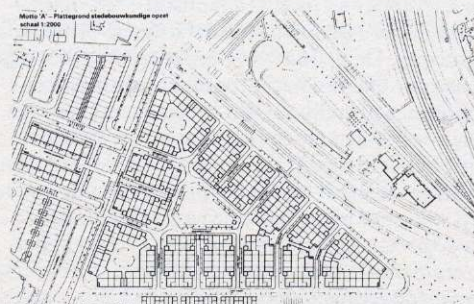 Motto 'A' – Plattegrond stedebouwkundige opzet
schaal 1:2000